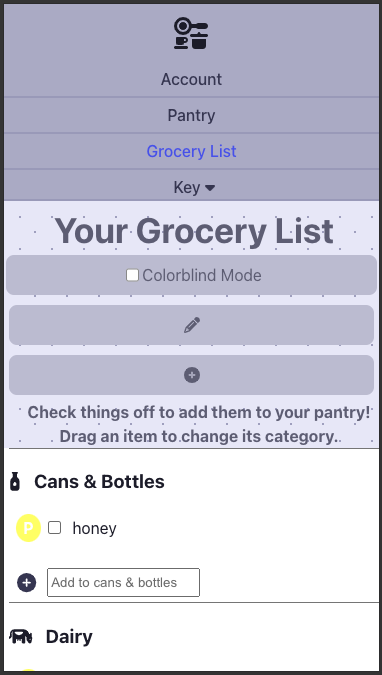 Account
Pantry
Grocery List
Key
Your Grocery List
Colorblind Mode
Check things off to add them to your pantry!
Drag an item to change its category.
Cans & Bottles
P honey
Add to cans & bottles
Dairy